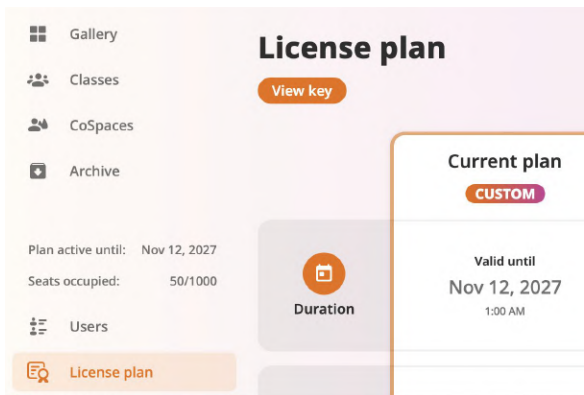 Gallery
Classes
CoSpaces
Archive
Plan active until: Nov 12, 2027
Seats occupied: 50/1000
Users
License plan
License plan
View key
Current plan
CUSTOM
Duration
Valid until
Nov 12, 2027
1:00 AM